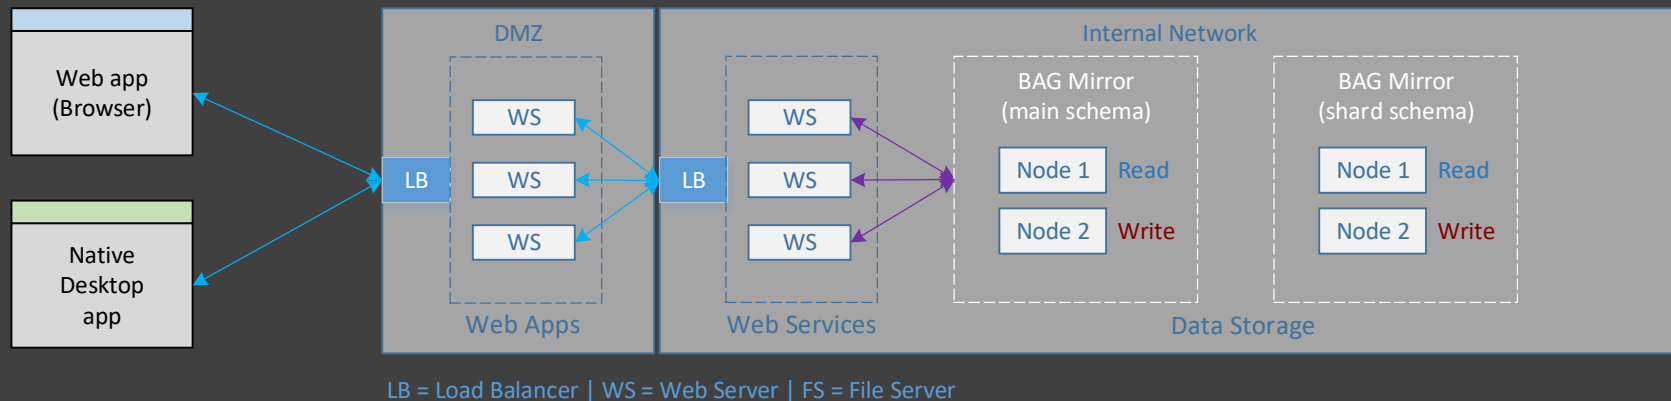 Web app
(Browser)
Native
Desktop
app
DMZ
LB
WS
WS
WS
Web Apps
Internal Network
LB
WS
WS
WS
Web Services
BAG Mirror
(main schema)
Node 1 Read
Node 2 Write
BAG Mirror
(shard schema)
Node 1 Read
Node 2 Write
Data Storage
LB = Load Balancer | WS = Web Server | FS = File Server